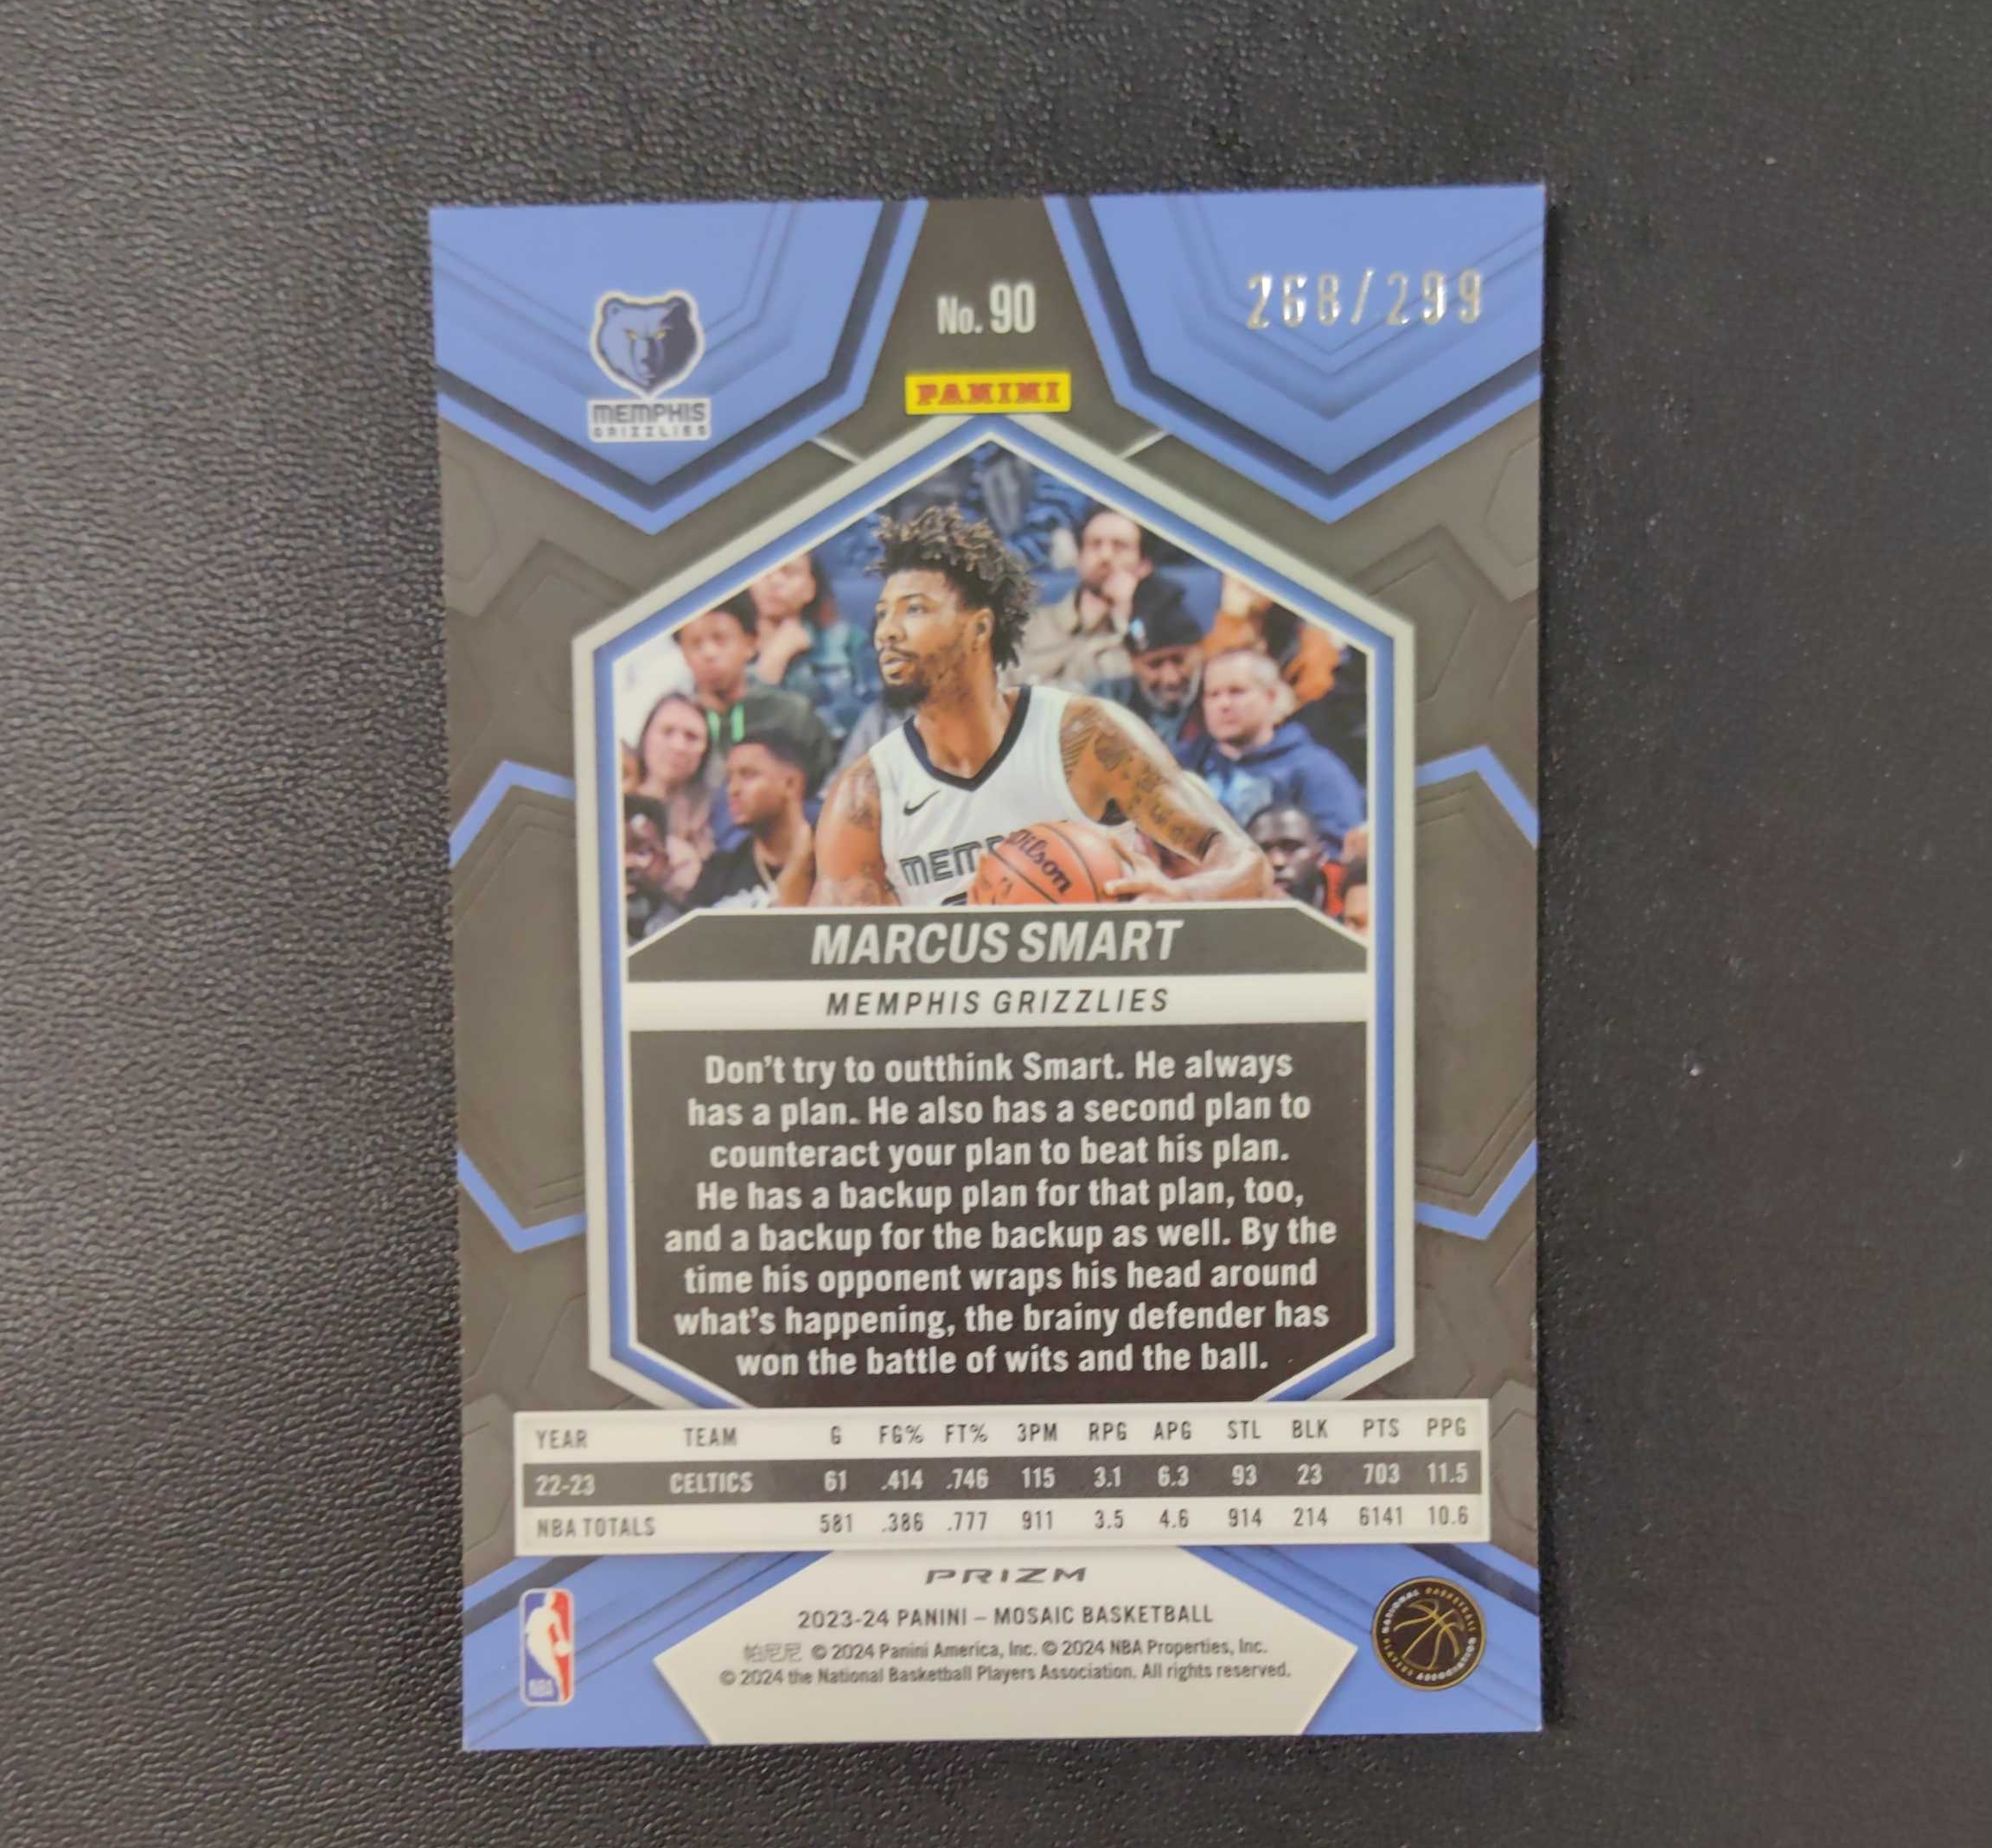 No. 90
268/299
MEMPHIS
GRIZZLIES
PANINI
Wilson
MEM
MARCUS SMART
MEMPHIS GRIZZLIES
Don't try to outthink Smart. He always
has a plan. He also has a second plan to
counteract your plan to beat his plan.
He has a backup plan for that plan, too,
and a backup for the backup as well. By the
time his opponent wraps his head around
what's happening, the brainy defender has
won the battle of wits and the ball.
YEAR TEAM G FG% FT% 3PM RPG APG STL BLK PTS PPG
22-23 CELTICS 61 .414 .746 115 3.1 6.3 93 23 703 11.5
NBA TOTALS 581 .386 .777 911 3.5 4.6 914 214 6141 10.6
PRIZM
2023-24 PANINI – MOSAIC BASKETBALL
帕尼尼 © 2024 Panini America, Inc. © 2024 NBA Properties, Inc.
© 2024 the National Basketball Players Association. All rights reserved.
NBA
NATIONAL BASKETBALL
PLAYERS ASSOCIATION